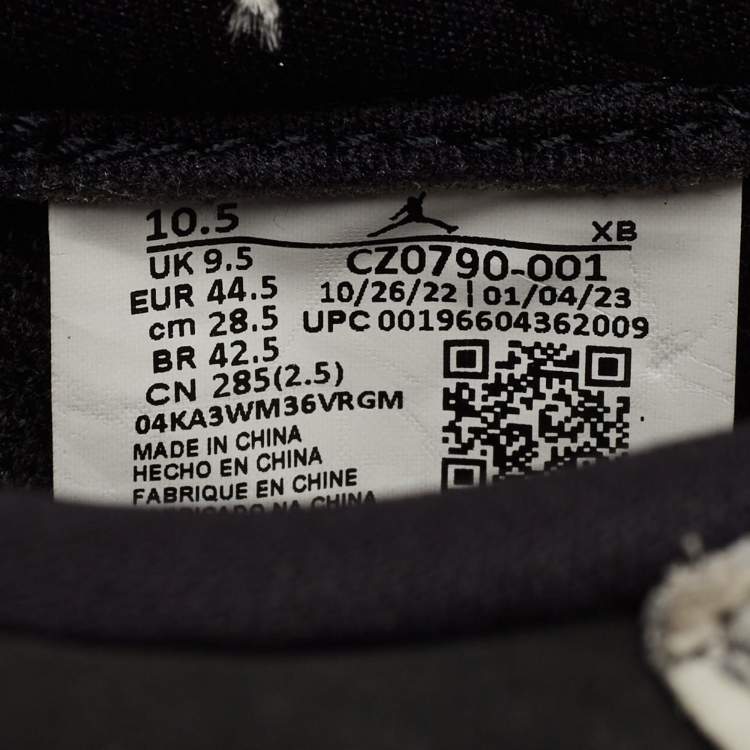 10.5 XB
UK 9.5
EUR 44.5
cm 28.5
BR 42.5
CN 285(2.5)
04KA3WM36VRGM
MADE IN CHINA
HECHO EN CHINA
FABRIQUE EN CHINE
NA CHINA
CZ0790-001
10/26/22 | 01/04/23
UPC 00196604362009